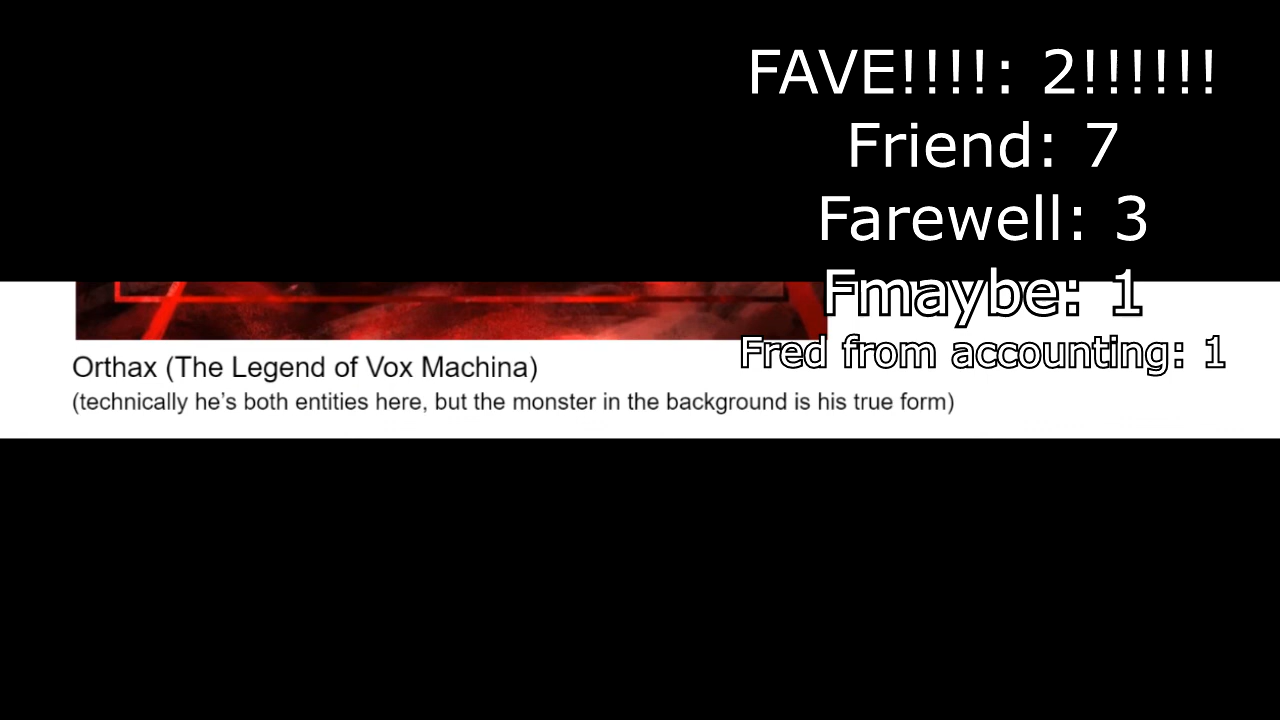 FAVE!!!!: 2!!!!!!
Friend: 7
Farewell: 3
Fmaybe: 1
Fred from accounting: 1
Orthax (The Legend of Vox Machina)
(technically he's both entities here, but the monster in the background is his true form)